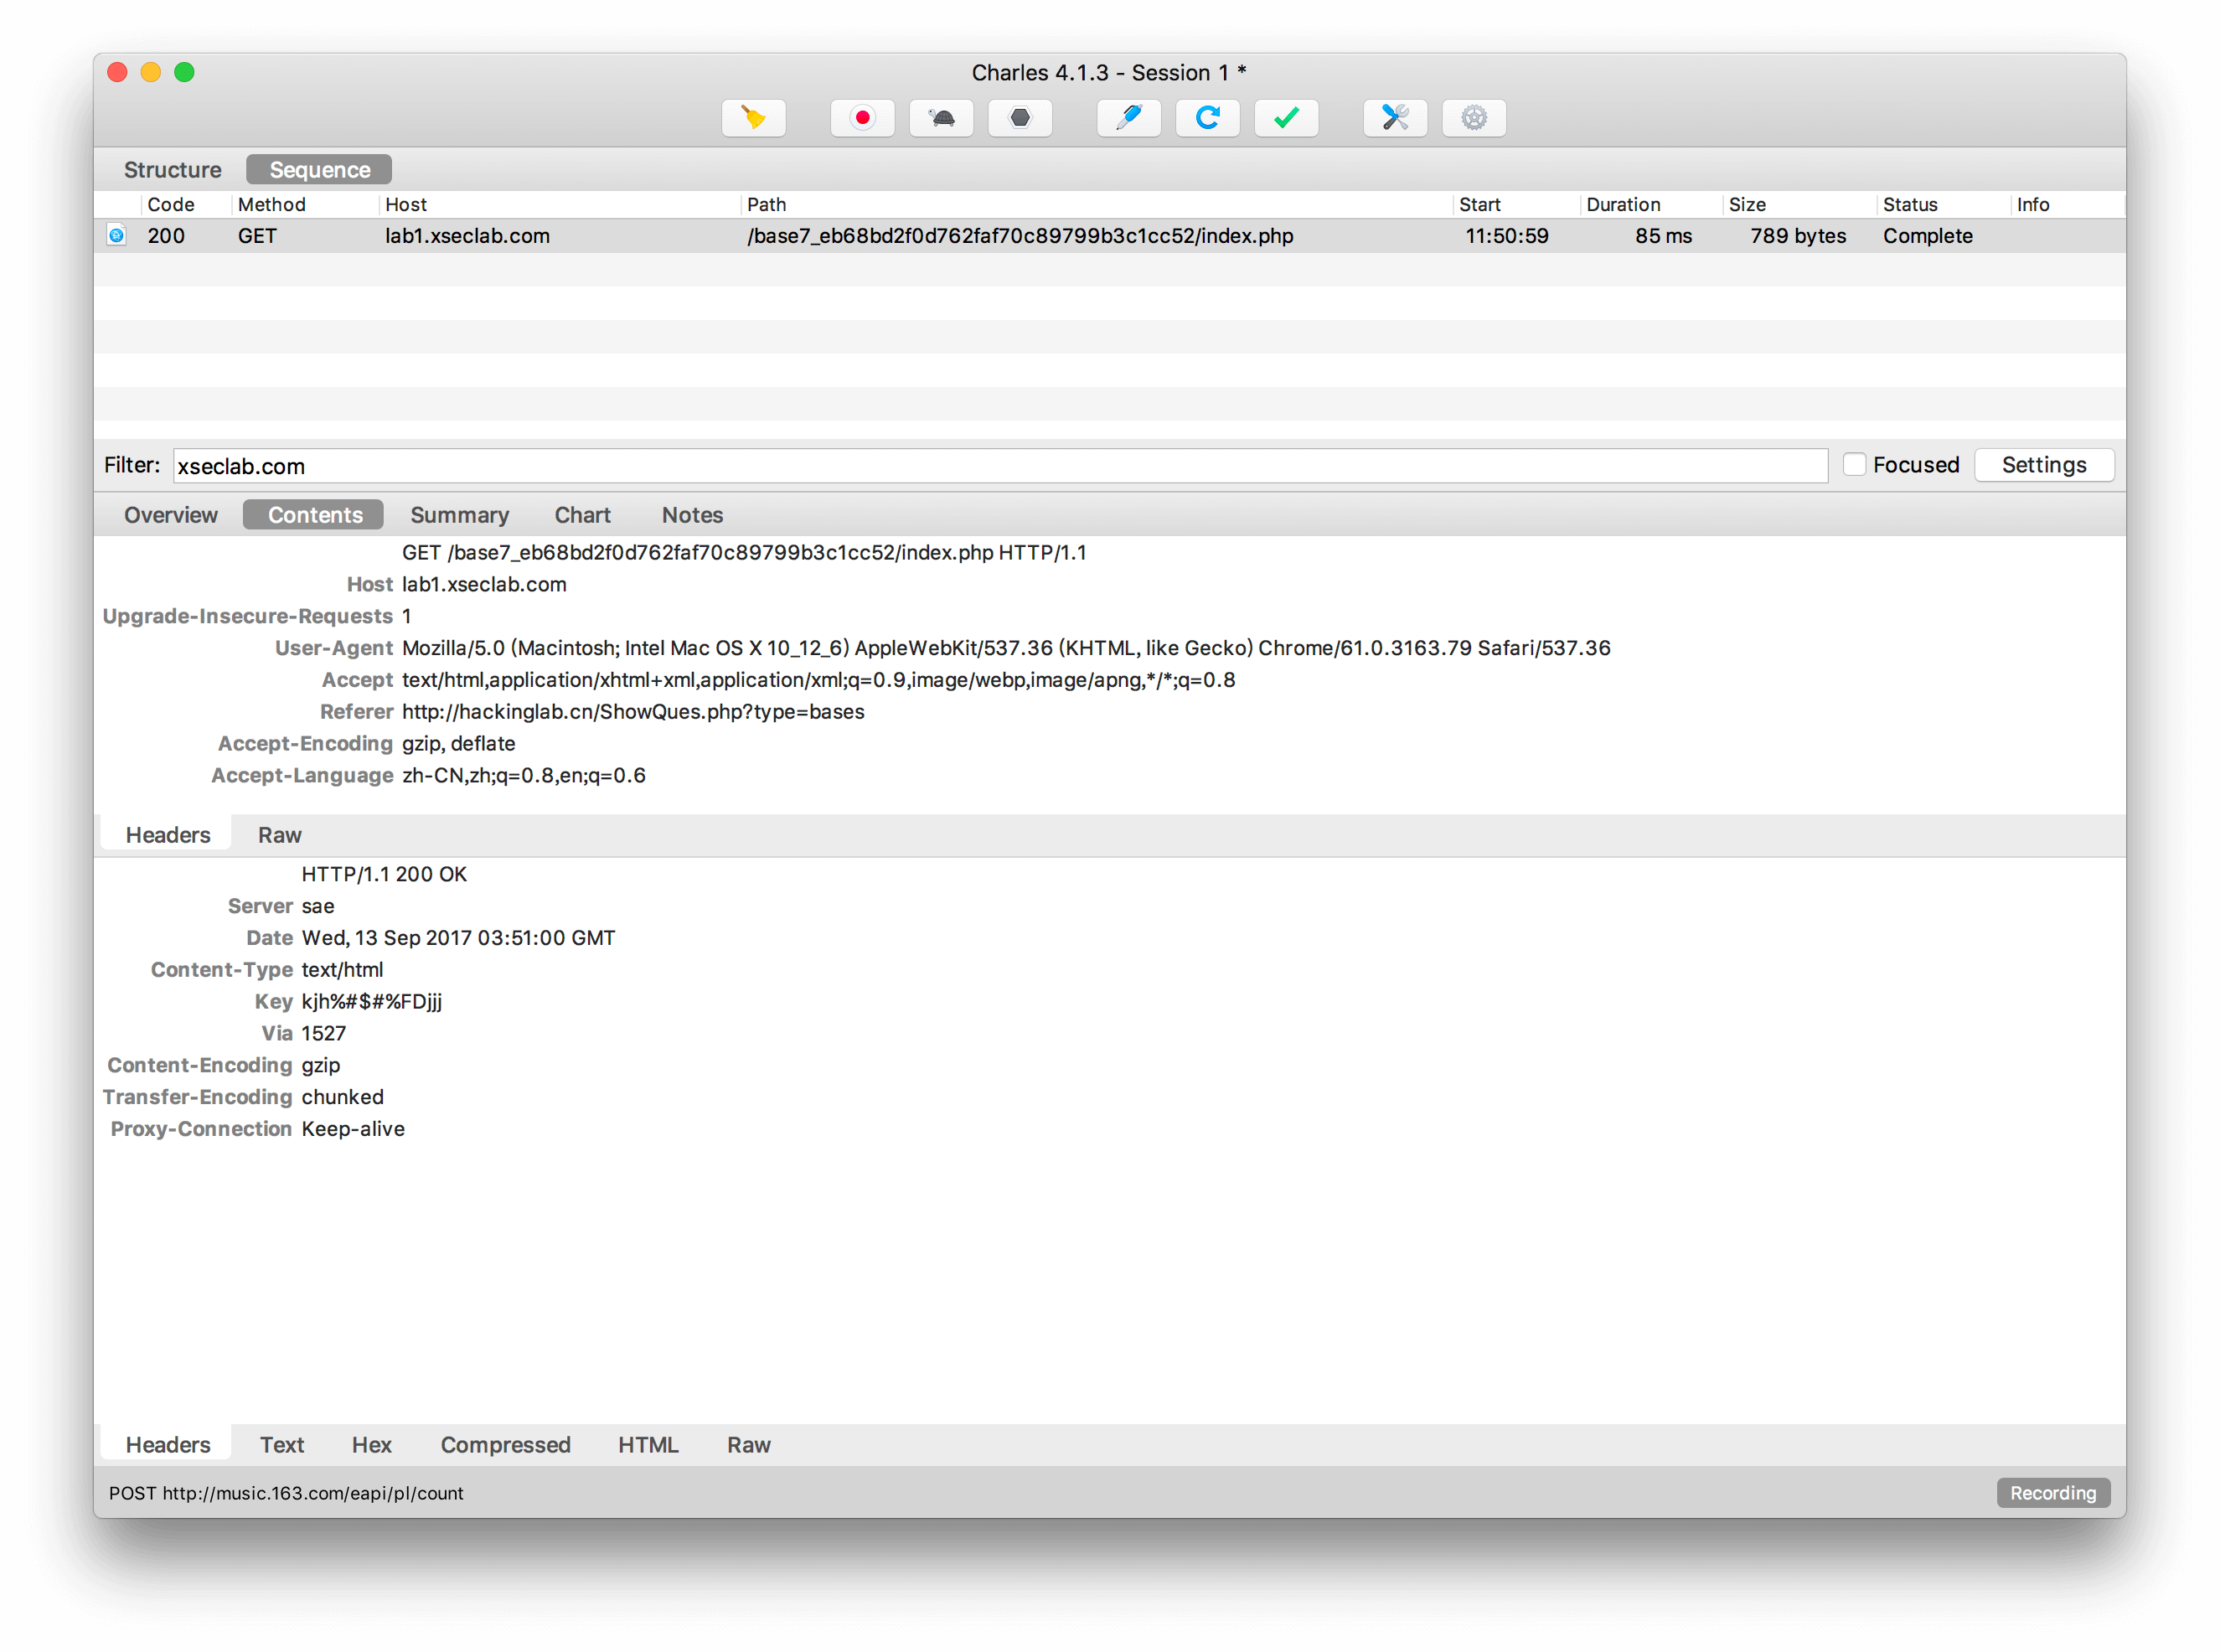 Charles 4.1.3 - Session 1 *
Structure Sequence
Code Method Host Path Start Duration Size Status Info
200 GET lab1.xseclab.com /base7_eb68bd2f0d762faf70c89799b3c1cc52/index.php 11:50:59 85 ms 789 bytes Complete
Filter: xseclab.com Focused Settings
Overview Contents Summary Chart Notes
GET /base7_eb68bd2f0d762faf70c89799b3c1cc52/index.php HTTP/1.1
Host lab1.xseclab.com
Upgrade-Insecure-Requests 1
User-Agent Mozilla/5.0 (Macintosh; Intel Mac OS X 10_12_6) AppleWebKit/537.36 (KHTML, like Gecko) Chrome/61.0.3163.79 Safari/537.36
Accept text/html,application/xhtml+xml,application/xml;q=0.9,image/webp,image/apng,*/*;q=0.8
Referer http://hackinglab.cn/ShowQues.php?type=bases
Accept-Encoding gzip, deflate
Accept-Language zh-CN,zh;q=0.8,en;q=0.6
Headers Raw
HTTP/1.1 200 OK
Server sae
Date Wed, 13 Sep 2017 03:51:00 GMT
Content-Type text/html
Key kjh%#$#%FDjjj
Via 1527
Content-Encoding gzip
Transfer-Encoding chunked
Proxy-Connection Keep-alive
Headers Text Hex Compressed HTML Raw
POST http://music.163.com/eapi/pl/count Recording